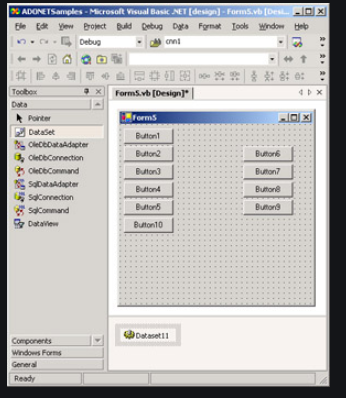 ADONETSamples - Microsoft Visual Basic .NET [design] - Form5.vb [Desi...
File Edit View Project Build Debug Data Format Tools Window Help
Debug cnn1
Toolbox
Form5.vb [Design]*
Data
Pointer
DataSet
OleDbDataAdapter
OleDbConnection
OleDbCommand
SqlDataAdapter
SqlConnection
SqlCommand
DataView
Form5
Button1
Button2 Button6
Button3 Button7
Button4 Button8
Button5 Button9
Button10
Dataset11
Components
Windows Forms
General
Ready